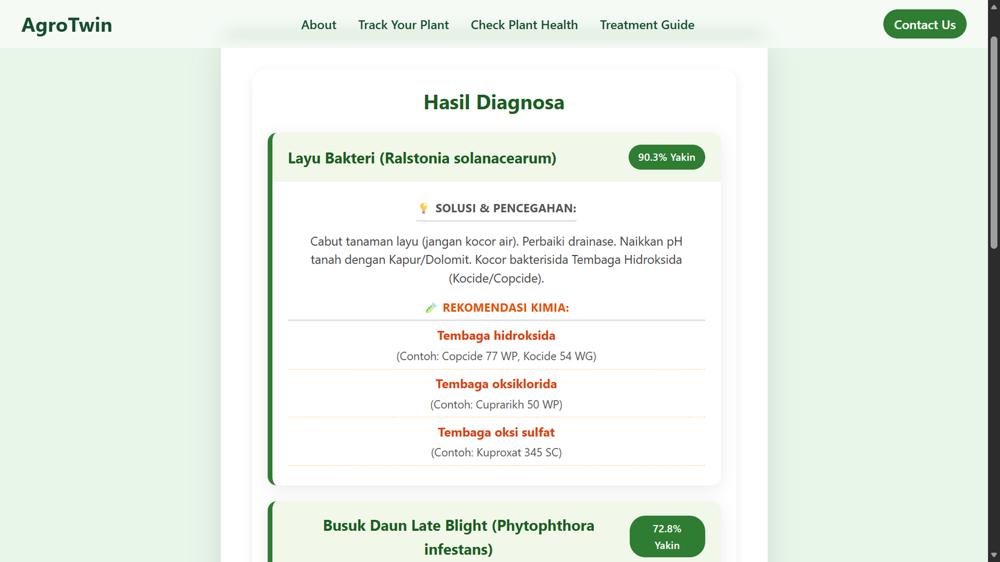 AgroTwin
About
Track Your Plant
Check Plant Health
Treatment Guide
Contact Us
Hasil Diagnosa
Layu Bakteri (Ralstonia solanacearum)
90.3% Yakin
💡 SOLUSI & PENCEGAHAN:
Cabut tanaman layu (jangan kocor air). Perbaiki drainase. Naikkan pH
tanah dengan Kapur/Dolomit. Kocor bakterisida Tembaga Hidroksida
(Kocide/Copcide).
🧪 REKOMENDASI KIMIA:
Tembaga hidroksida
(Contoh: Copcide 77 WP, Kocide 54 WG)
Tembaga oksiklorida
(Contoh: Cuprarikh 50 WP)
Tembaga oksi sulfat
(Contoh: Kuproxat 345 SC)
Busuk Daun Late Blight (Phytophthora
infestans)
72.8%
Yakin